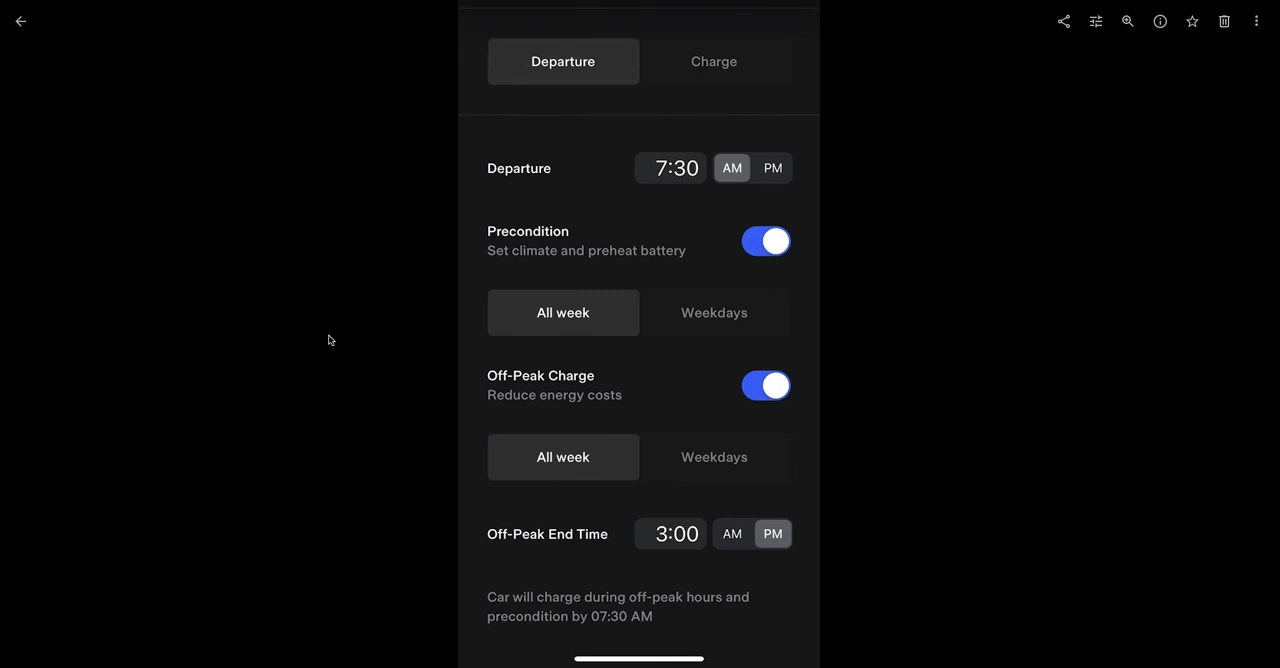 Departure Charge
Departure 7:30 AM PM
Precondition
Set climate and preheat battery
All week Weekdays
Off-Peak Charge
Reduce energy costs
All week Weekdays
Off-Peak End Time 3:00 AM PM
Car will charge during off-peak hours and
precondition by 07:30 AM